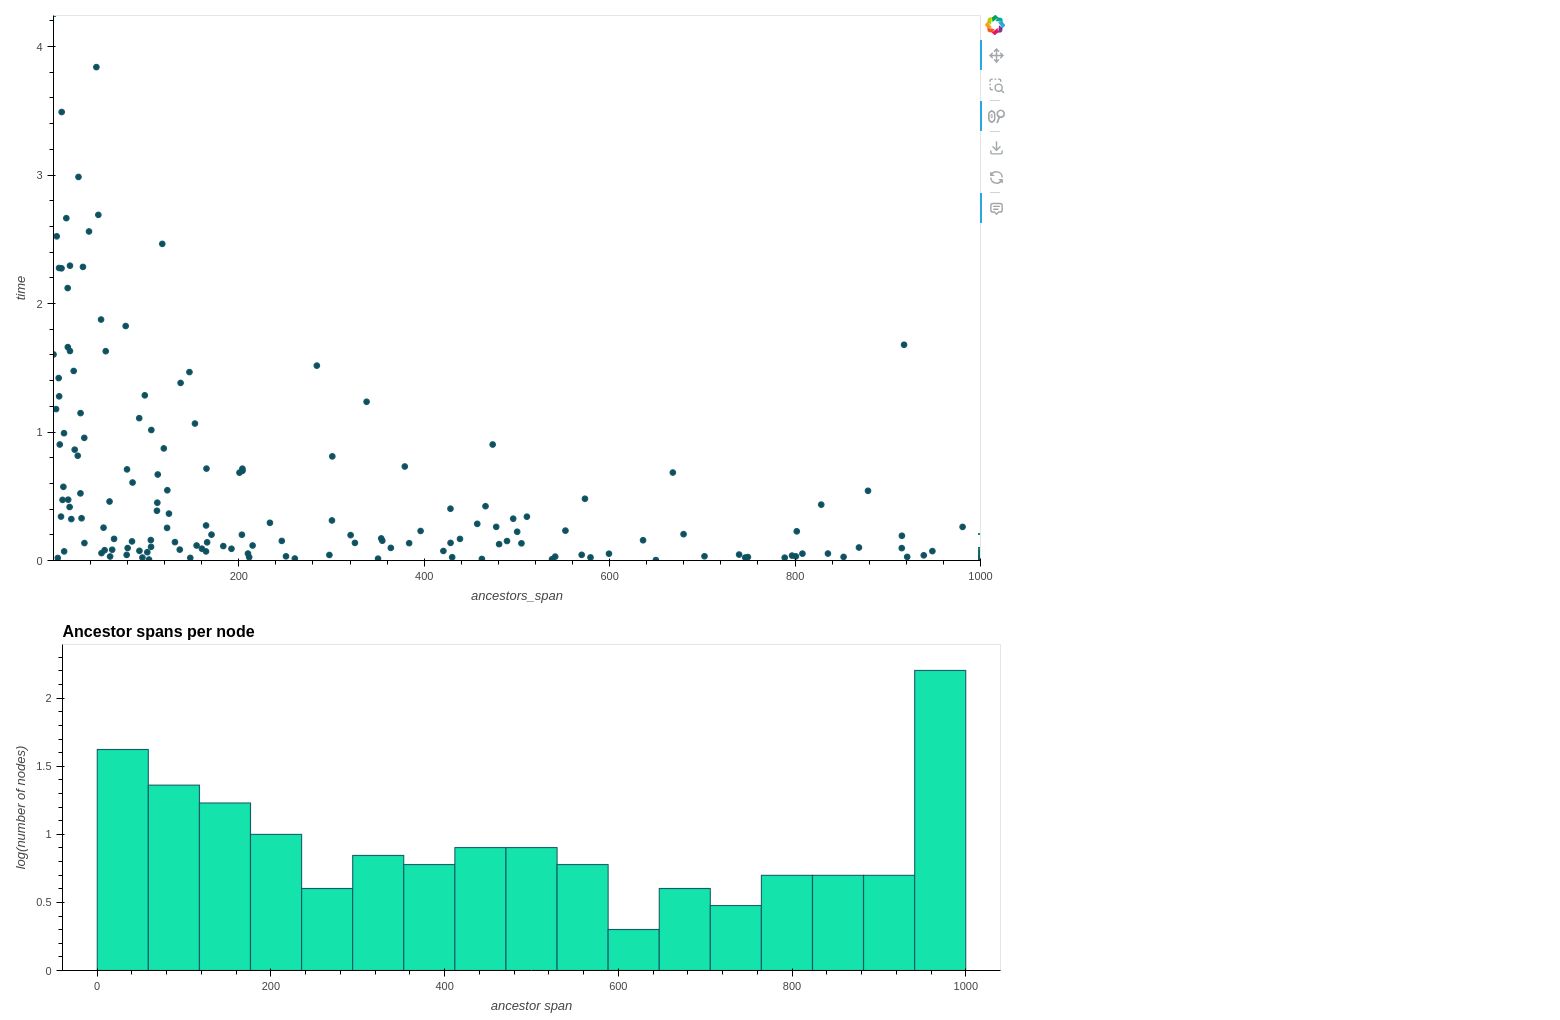 4
3
2
1
0
time
200 400 600 800 1000
ancestors_span
Ancestor spans per node
2
1.5
1
0.5
0
log(number of nodes)
0 200 400 600 800 1000
ancestor span